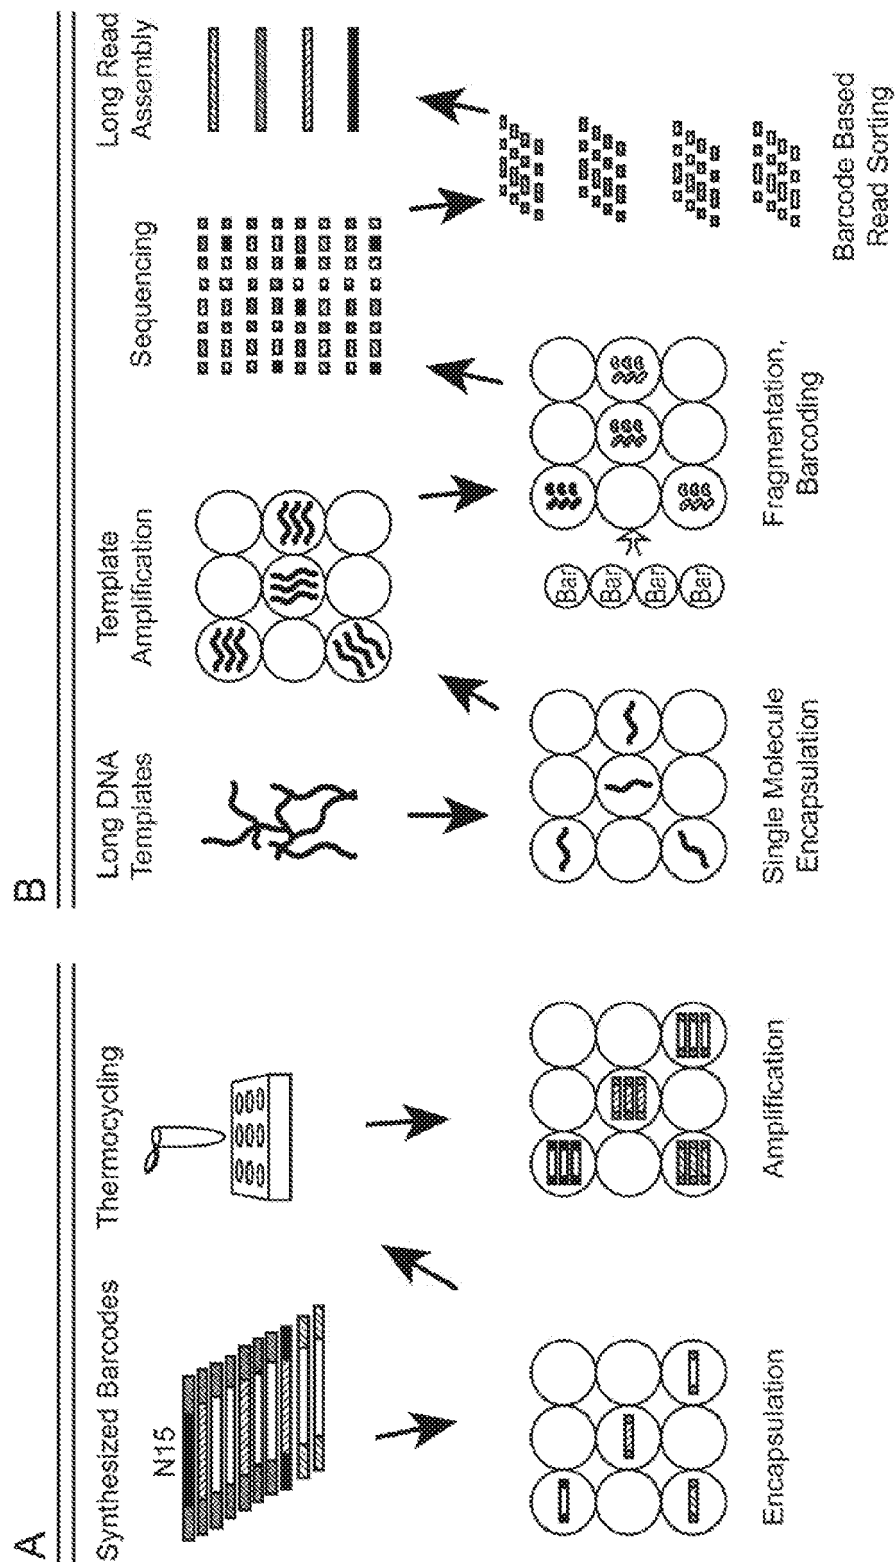 A
Synthesized Barcodes
N15
Thermocycling
Encapsulation
Amplification
B
Long DNA
Templates
Template
Amplification
Sequencing
Long Read
Assembly
Single Molecule
Encapsulation
Bar
Bar
Bar
Bar
Fragmentation,
Barcoding
Barcode Based
Read Sorting